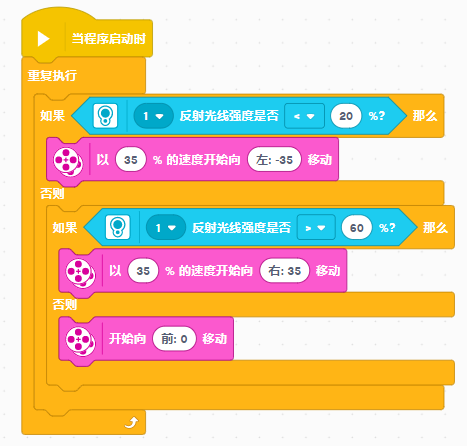 当程序启动时
重复执行
如果 1 反射光线强度是否 < 20 %? 那么
以 35 % 的速度开始向 左: -35 移动
否则
如果 1 反射光线强度是否 > 60 %? 那么
以 35 % 的速度开始向 右: 35 移动
否则
开始向 前: 0 移动